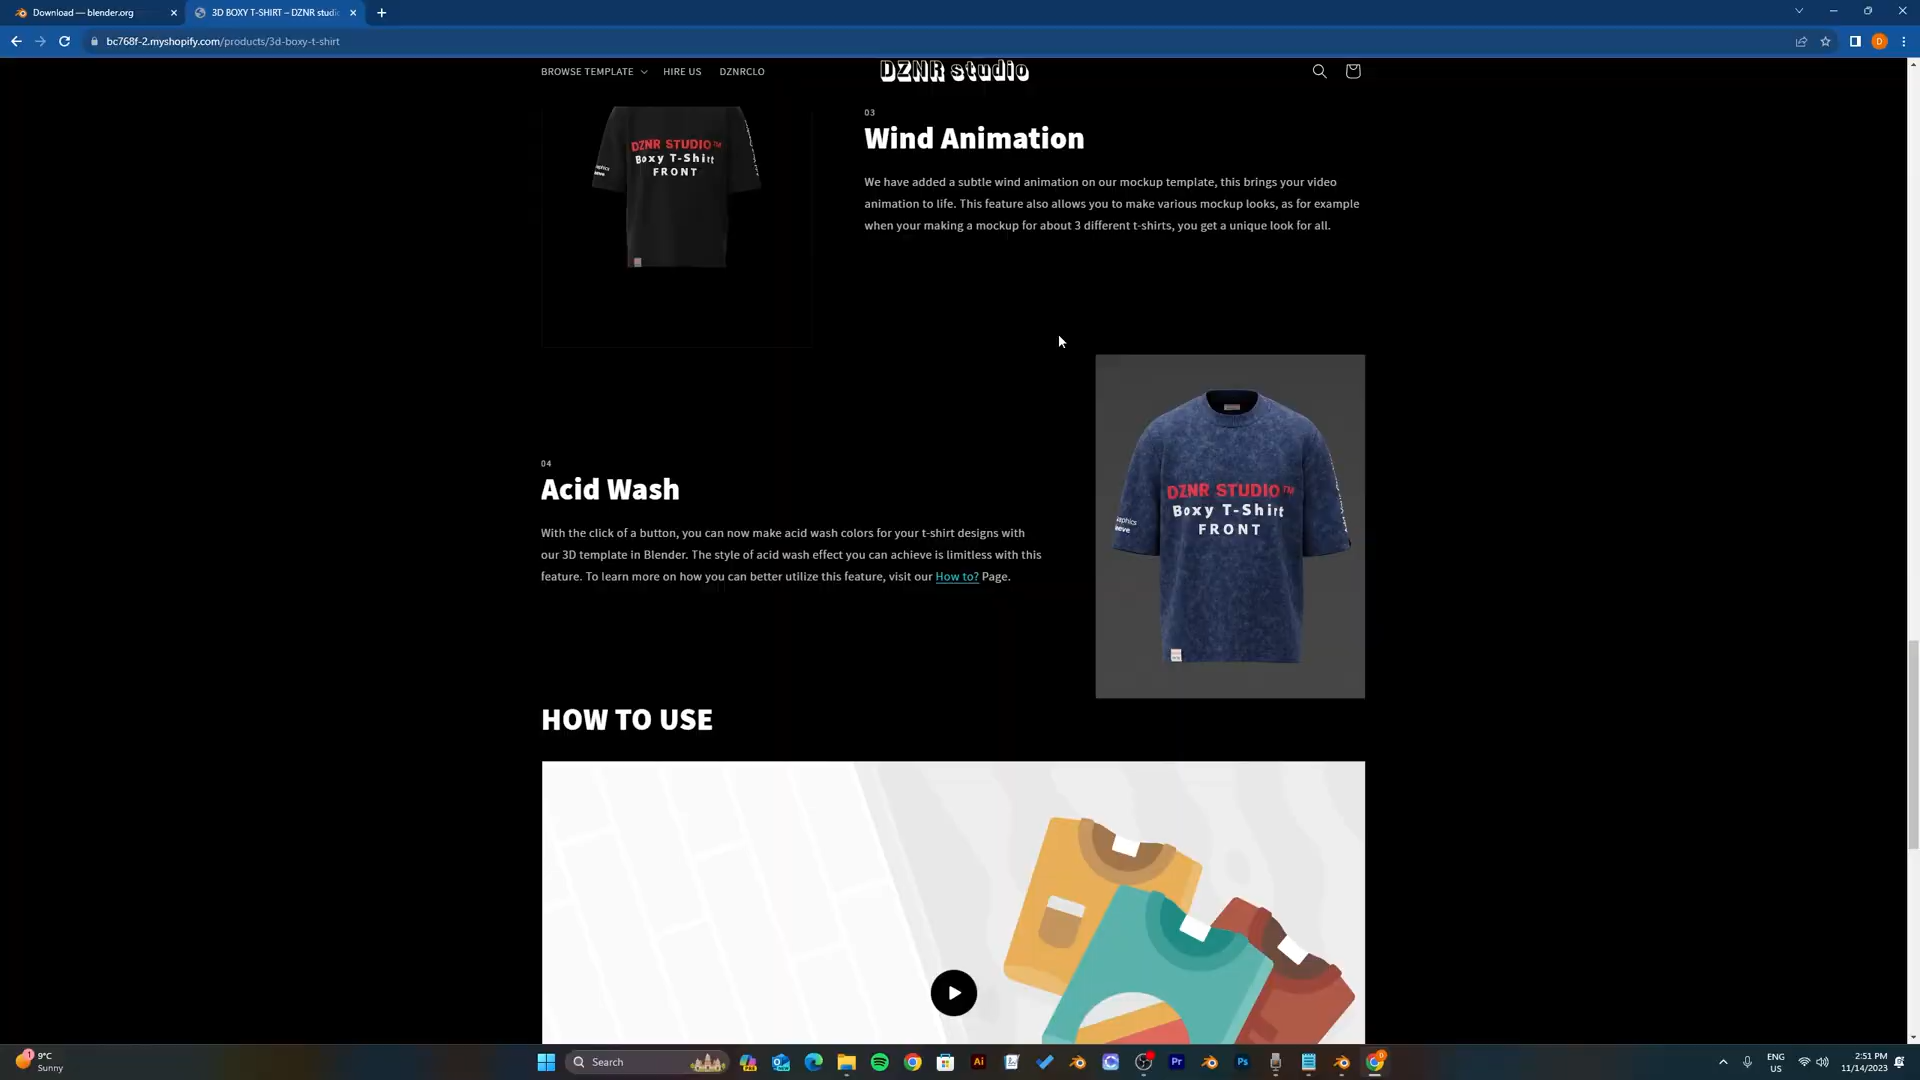 Download — blender.org
3D BOXY T-SHIRT – DZNR studi
bc768f-2.myshopify.com/products/3d-boxy-t-shirt
D
BROWSE TEMPLATE
HIRE US
DZNRCLO
DZNR studio
DZNR STUDIO™
Boxy T-Shirt
FRONT
03
Wind Animation
We have added a subtle wind animation on our mockup template, this brings your video
animation to life. This feature also allows you to make various mockup looks, as for example
when your making a mockup for about 3 different t-shirts, you get a unique look for all.
04
Acid Wash
With the click of a button, you can now make acid wash colors for your t-shirt designs with
our 3D template in Blender. The style of acid wash effect you can achieve is limitless with this
feature. To learn more on how you can better utilize this feature, visit our How to? Page.
DZNR STUDIO™
Boxy T-Shirt
FRONT
HOW TO USE
1
9°C
Sunny
Search
PRE
Ai
Pr
Ps
D
ENG
US
2:51 PM
11/14/2023